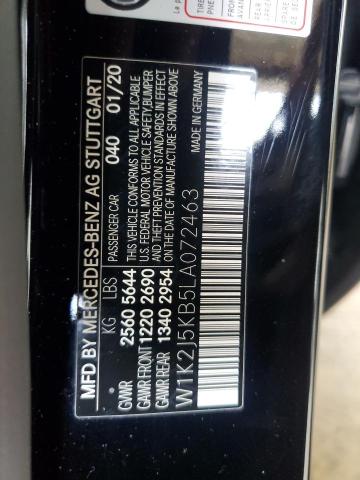 MFD BY MERCEDES-BENZ AG STUTTGART
KG LBS PASSENGER CAR 040 01/20
GVWR 2560 5644 THIS VEHICLE CONFORMS TO ALL APPLICABLE
GAWR FRONT 1220 2690 U.S. FEDERAL MOTOR VEHICLE SAFETY,BUMPER
GAWR REAR 1340 2954 AND THEFT PREVENTION STANDARDS IN EFFECT
ON THE DATE OF MANUFACTURE SHOWN ABOVE
W1K2J5KB5LA072463 MADE IN GERMANY